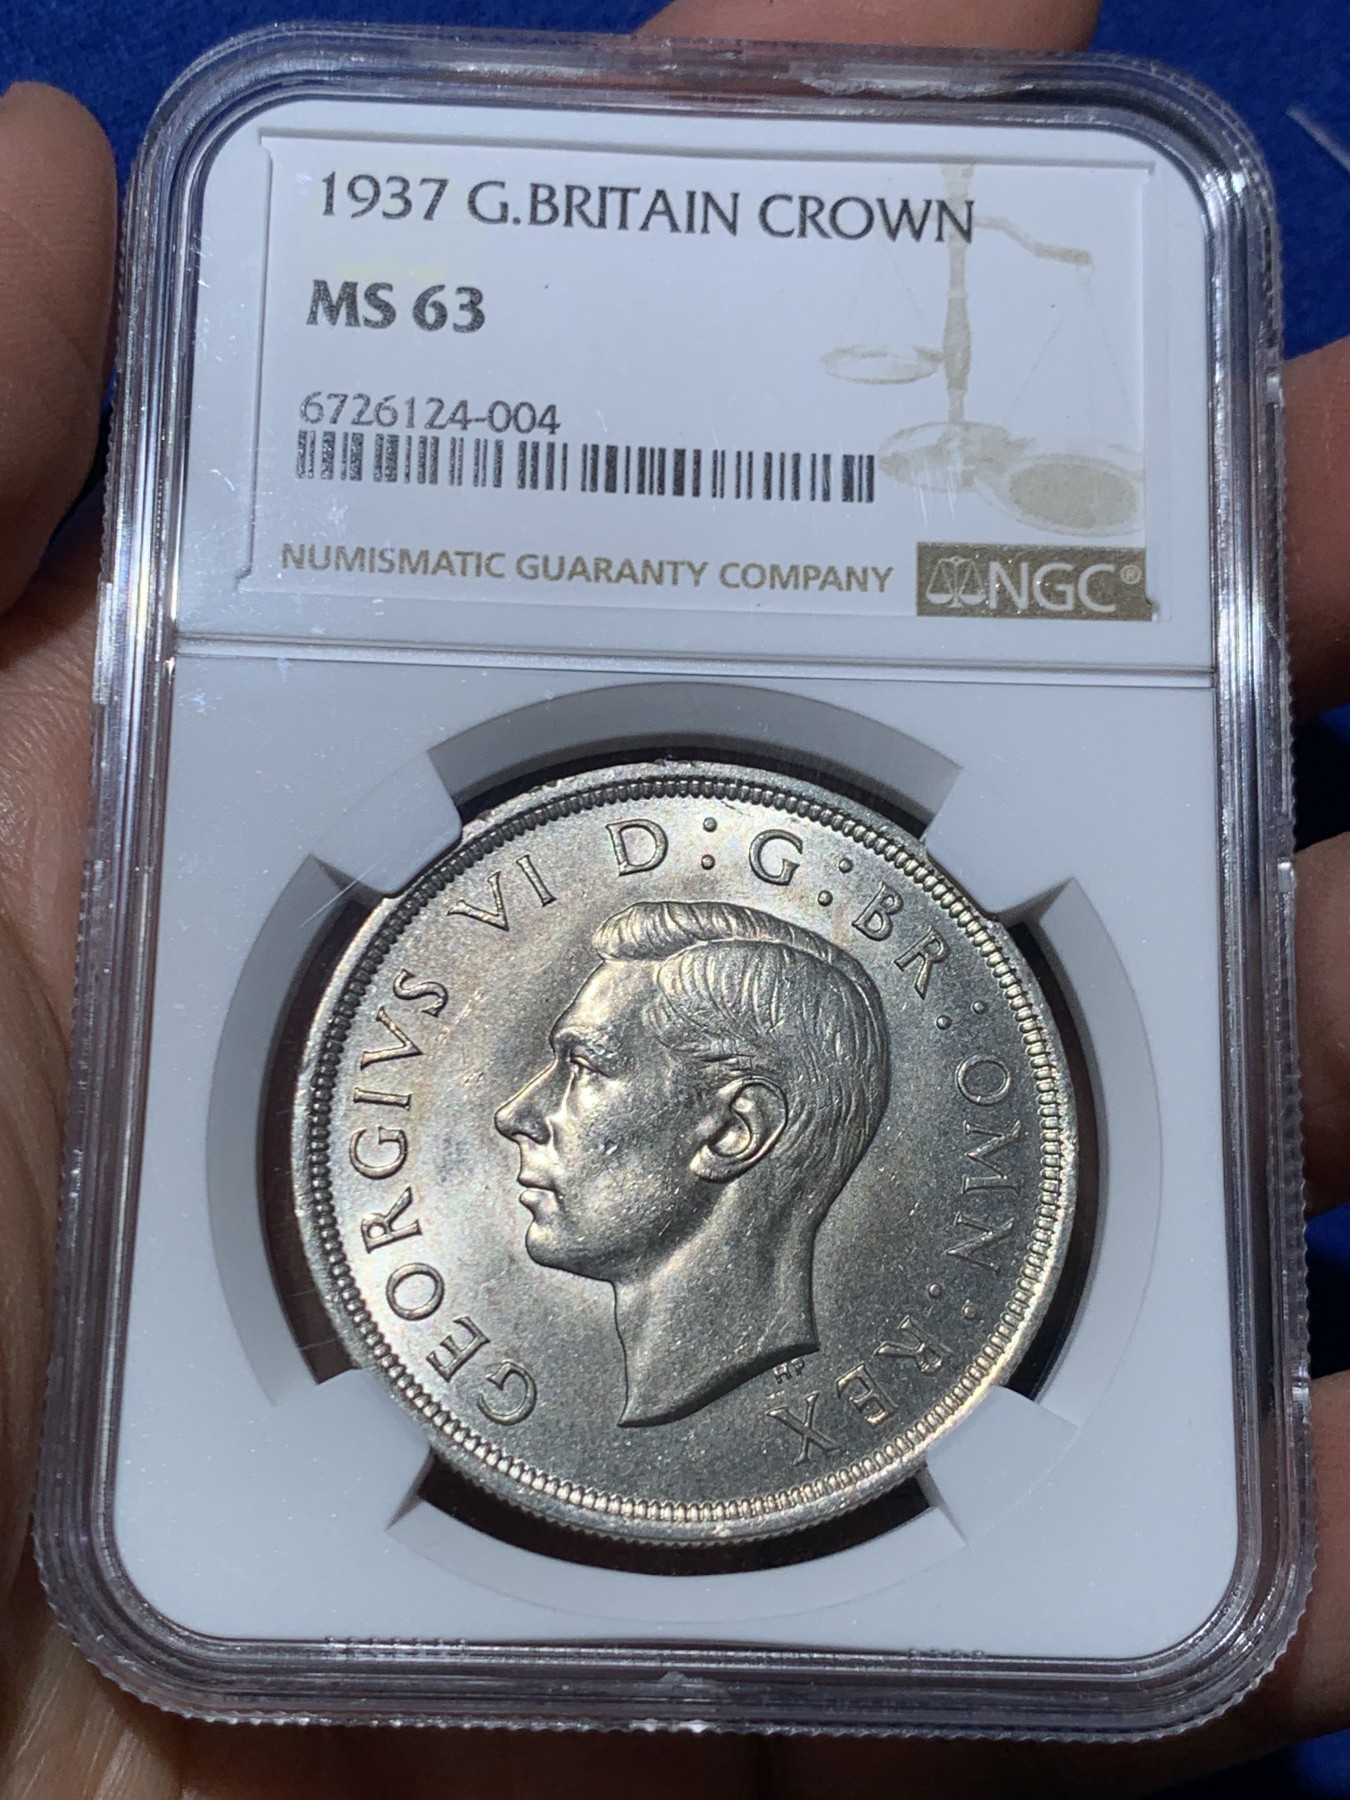 1937 G.BRITAIN CROWN
MS 63
6726124-004
NUMISMATIC GUARANTY COMPANY
NGC®
GEORGIVS VI D:G:BR:OMN:REX
HP